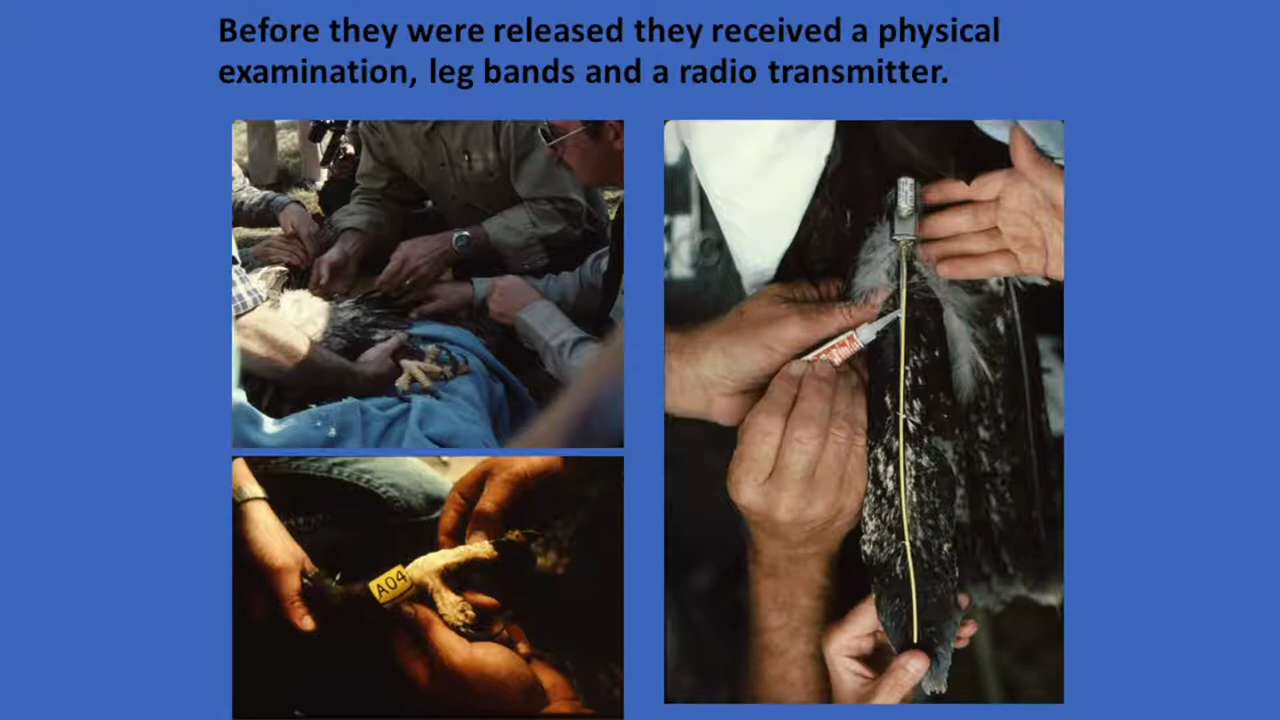 Before they were released they received a physical
examination, leg bands and a radio transmitter.
A04